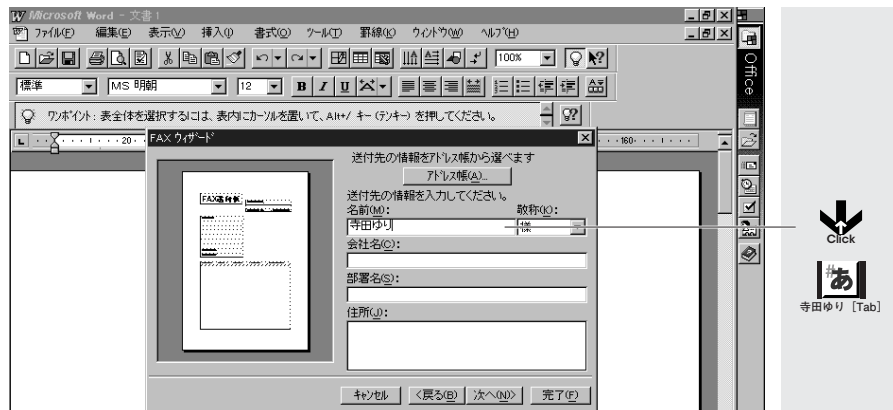 Microsoft Word - 文書1
ファイル(F) 編集(E) 表示(V) 挿入(I) 書式(O) ツール(T) 罫線(K) ウィンドウ(W) ヘルプ(H)
100%
標準 MS 明朝 12 B I U
ワンポイント: 表全体を選択するには、表内にカーソルを置いて、Alt+/ キー (テンキー) を押してください。
20 160
FAX ウィザード
送付先の情報をアドレス帳から選べます
アドレス帳(A)...
送付先の情報を入力してください。
名前(M): 敬称(K):
寺田ゆり 様
会社名(C):
部署名(S):
住所(J):
キャンセル <戻る(B) 次へ(N)> 完了(F)
FAX送付状
Office
Click
#あ
寺田ゆり [Tab]